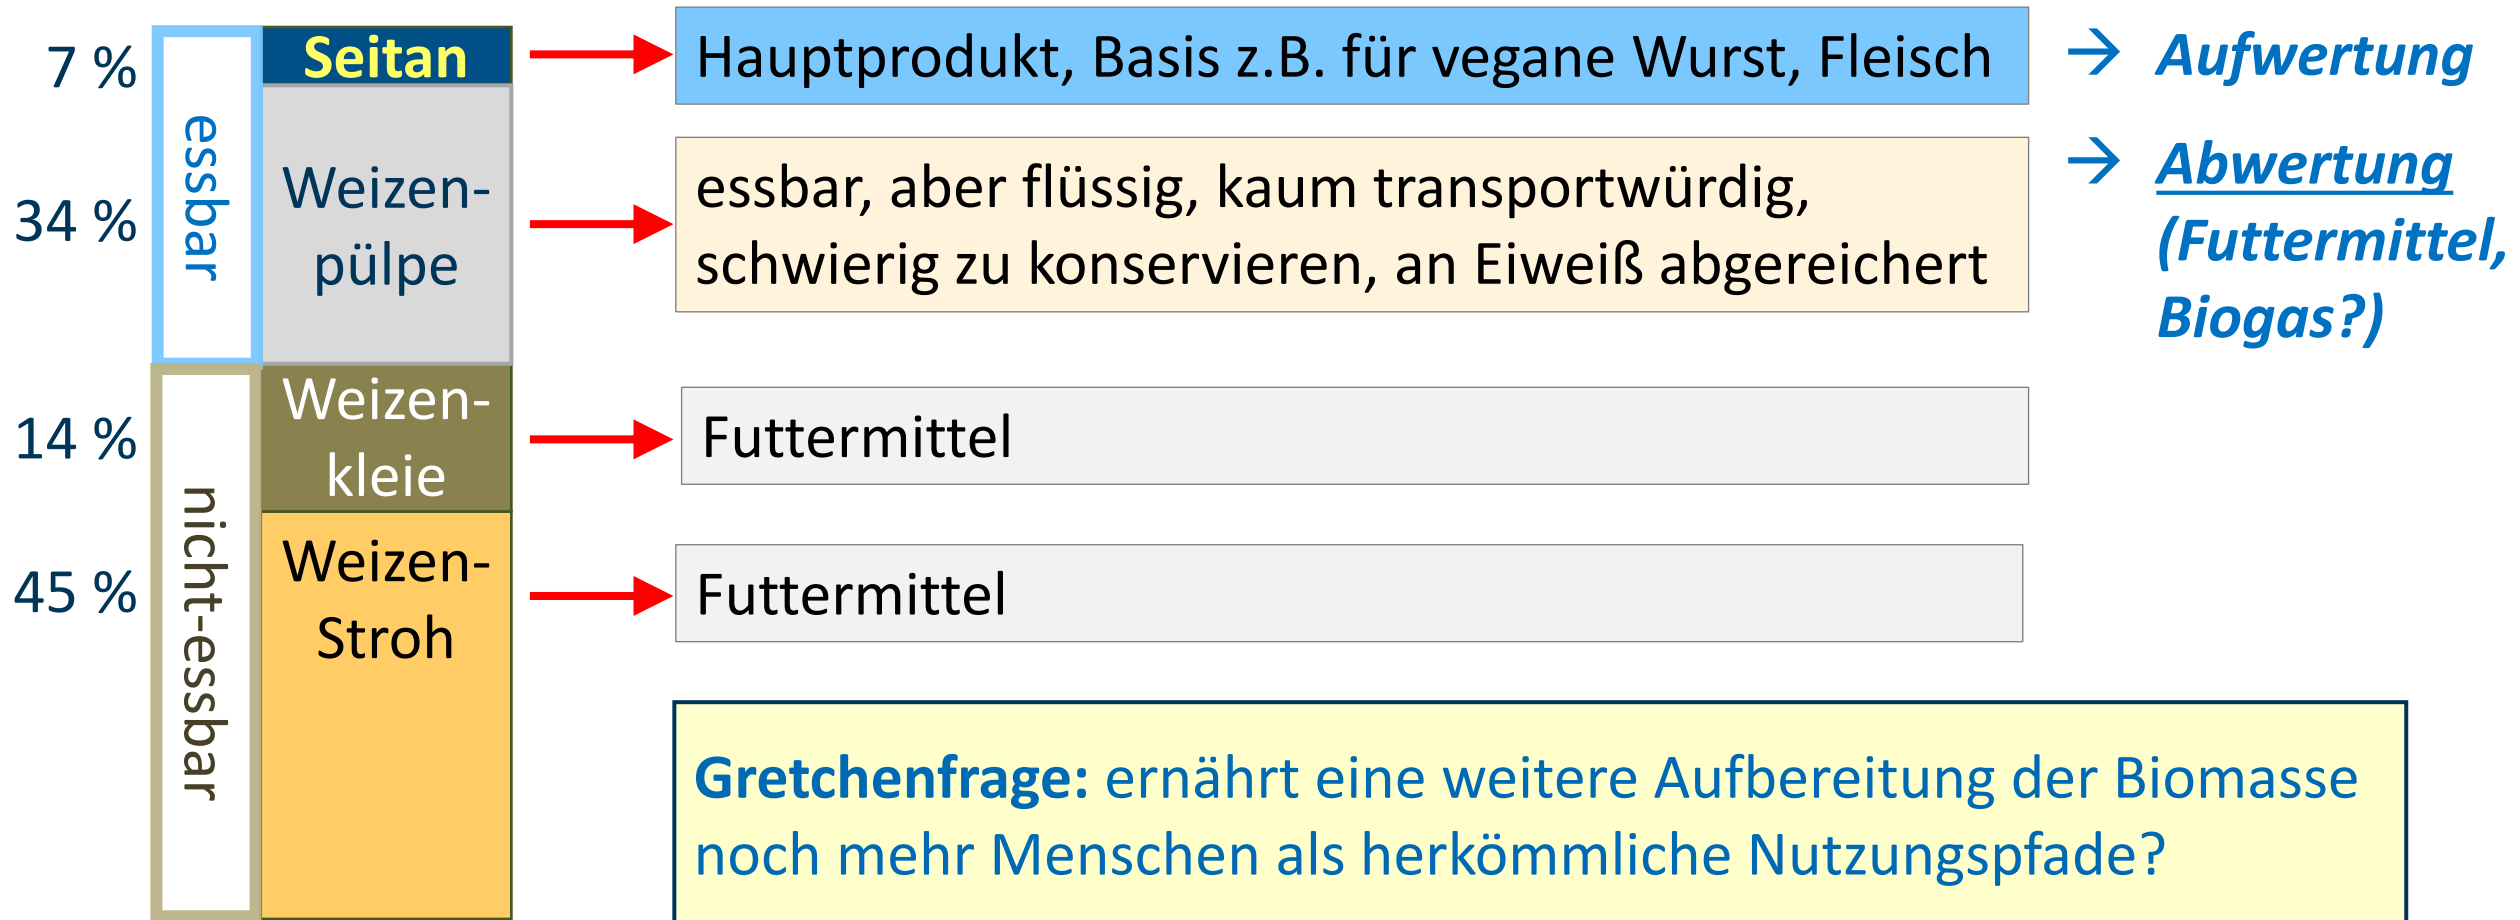 7 %
Seitan
Hauptprodukt, Basis z.B. für vegane Wurst, Fleisch
→ Aufwertung
essbar
34 %
Weizen-
pülpe
essbar, aber flüssig, kaum transportwürdig,
schwierig zu konservieren, an Eiweiß abgereichert
→ Abwertung
(Futtermittel,
Biogas?)
14 %
Weizen-
kleie
Futtermittel
nicht-essbar
45 %
Weizen-
Stroh
Futtermittel
Gretchenfrage: ernährt eine weitere Aufbereitung der Biomasse
noch mehr Menschen als herkömmliche Nutzungspfade?